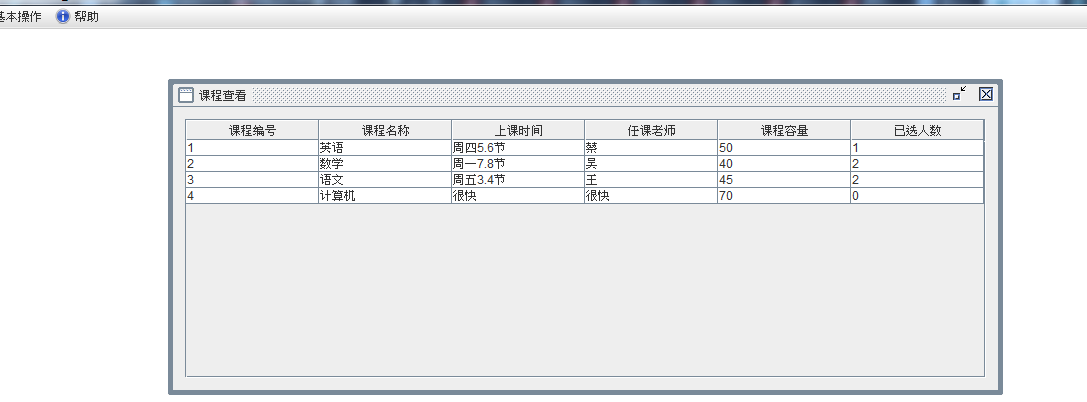 基本操作 帮助
课程查看
课程编号 课程名称 上课时间 任课老师 课程容量 已选人数
1 英语 周四5.6节 蔡 50 1
2 数学 周一7.8节 吴 40 2
3 语文 周五3.4节 王 45 2
4 计算机 很快 很快 70 0